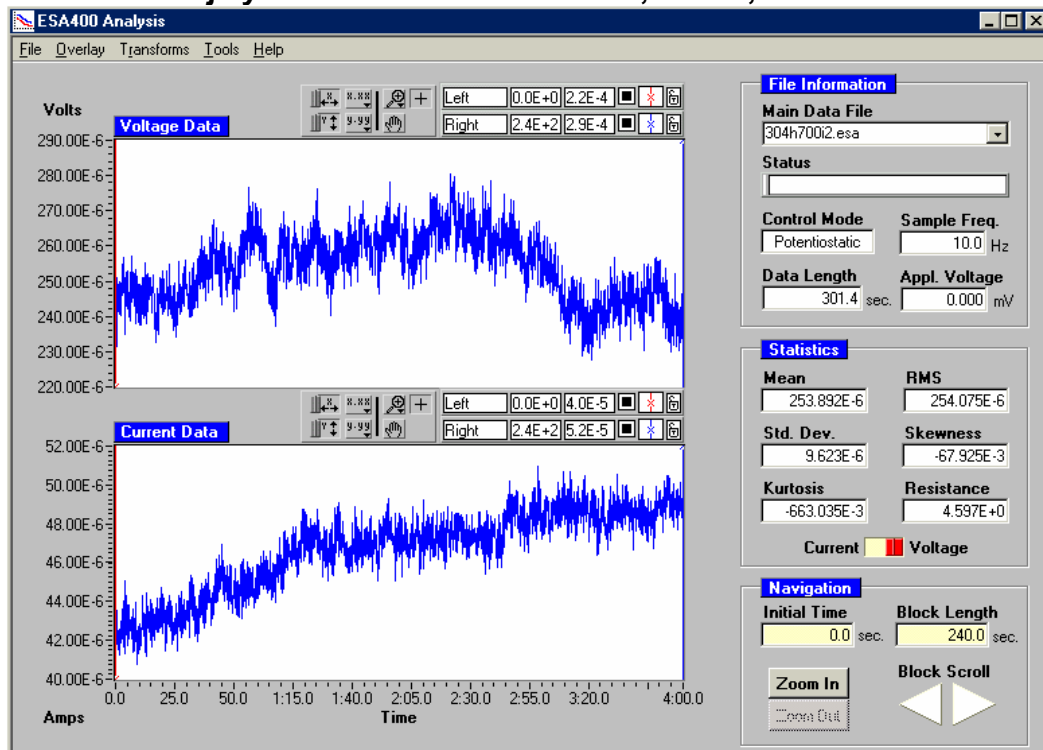 ESA400 Analysis
File Overlay Transforms Tools Help
Volts
Voltage Data
x.xx
y.yy
Left 0.0E+0 2.2E-4
Right 2.4E+2 2.9E-4
290.00E-6
280.00E-6
270.00E-6
260.00E-6
250.00E-6
240.00E-6
230.00E-6
220.00E-6
Current Data
x.xx
y.yy
Left 0.0E+0 4.0E-5
Right 2.4E+2 5.2E-5
52.00E-6
50.00E-6
48.00E-6
46.00E-6
44.00E-6
42.00E-6
40.00E-6
0.0 25.0 50.0 1:15.0 1:40.0 2:05.0 2:30.0 2:55.0 3:20.0 4:00.0
Amps Time
File Information
Main Data File
304h700i2.esa
Status
Control Mode Sample Freq.
Potentiostatic 10.0 Hz
Data Length Appl. Voltage
301.4 sec. 0.000 mV
Statistics
Mean RMS
253.892E-6 254.075E-6
Std. Dev. Skewness
9.623E-6 -67.925E-3
Kurtosis Resistance
-663.035E-3 4.597E+0
Current Voltage
Navigation
Initial Time Block Length
0.0 sec. 240.0 sec.
Zoom In Block Scroll
Zoom Out